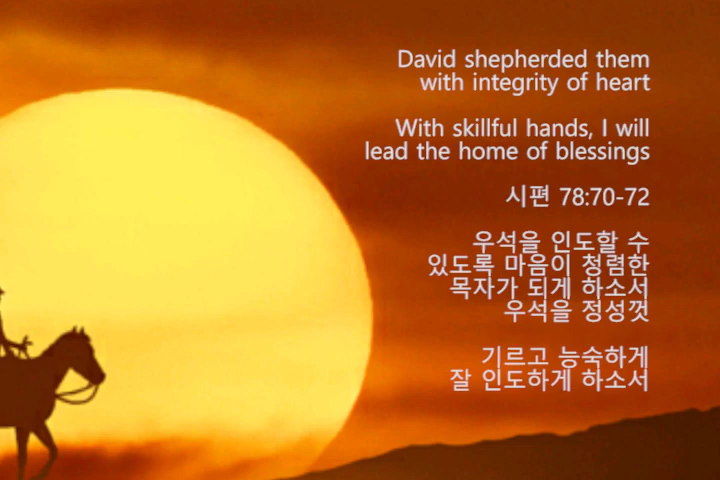 David shepherded them
with integrity of heart
With skillful hands, I will
lead the home of blessings
시편 78:70-72
우석을 인도할 수
있도록 마음이 청렴한
목자가 되게 하소서
우석을 정성껏
기르고 능숙하게
잘 인도하게 하소서